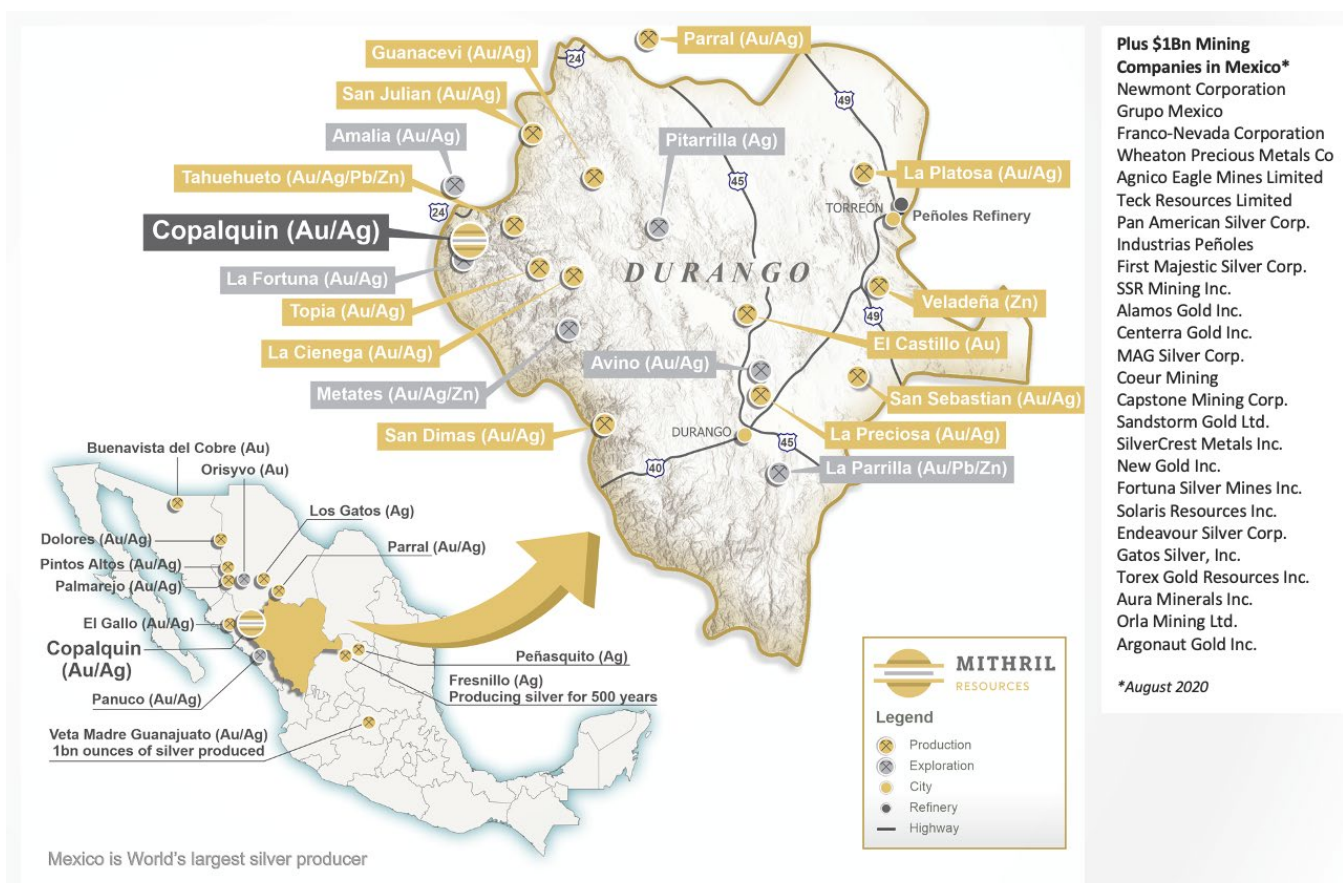 Parral (Au/Ag)
Guanacevi (Au/Ag)
24
San Julian (Au/Ag)
49
Amalia (Au/Ag)
Pitarrilla (Ag)
Tahuehueto (Au/Ag/Pb/Zn)
La Platosa (Au/Ag)
45
24
TORREÓN
Peñoles Refinery
Copalquin (Au/Ag)
La Fortuna (Au/Ag)
DURANGO
Topia (Au/Ag)
Veladeña (Zn)
49
La Cienega (Au/Ag)
El Castillo (Au)
Avino (Au/Ag)
Metates (Au/Ag/Zn)
San Sebastian (Au/Ag)
San Dimas (Au/Ag)
DURANGO
La Preciosa (Au/Ag)
45
40
La Parrilla (Au/Pb/Zn)
Buenavista del Cobre (Au)
Orisyvo (Au)
Los Gatos (Ag)
Dolores (Au/Ag)
Parral (Au/Ag)
Pintos Altos (Au/Ag)
Palmarejo (Au/Ag)
El Gallo (Au/Ag)
Copalquin
(Au/Ag)
Peñasquito (Ag)
Fresnillo (Ag)
Producing silver for 500 years
Panuco (Au/Ag)
Veta Madre Guanajuato (Au/Ag)
1bn ounces of silver produced
Mexico is World's largest silver producer
MITHRIL
RESOURCES
Legend
Production
Exploration
City
Refinery
Highway
Plus $1Bn Mining
Companies in Mexico*
Newmont Corporation
Grupo Mexico
Franco-Nevada Corporation
Wheaton Precious Metals Co
Agnico Eagle Mines Limited
Teck Resources Limited
Pan American Silver Corp.
Industrias Peñoles
First Majestic Silver Corp.
SSR Mining Inc.
Alamos Gold Inc.
Centerra Gold Inc.
MAG Silver Corp.
Coeur Mining
Capstone Mining Corp.
Sandstorm Gold Ltd.
SilverCrest Metals Inc.
New Gold Inc.
Fortuna Silver Mines Inc.
Solaris Resources Inc.
Endeavour Silver Corp.
Gatos Silver, Inc.
Torex Gold Resources Inc.
Aura Minerals Inc.
Orla Mining Ltd.
Argonaut Gold Inc.
*August 2020